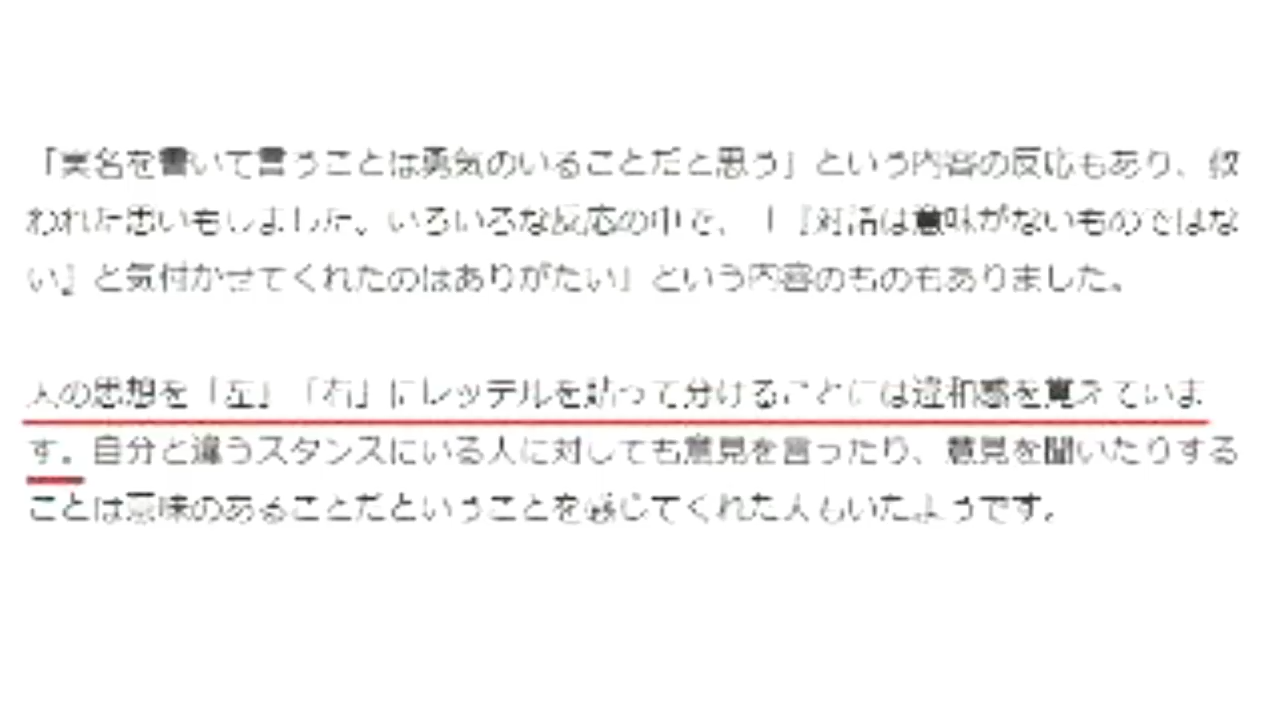 「実名を書いて言うことは勇気のいることだと思う」という内容の反応もあり、救
われた思いもしました。いろいろな反応の中で、「『対話は意味がないものではな
い』と気付かせてくれたのはありがたい」という内容のものもありました。
人の思想を「左」「右」にレッテルを貼って分けることには違和感を覚えていま
す。自分と違うスタンスにいる人に対しても意見を言ったり、意見を聞いたりする
ことは意味のあることだということを感じてくれた人もいたようです。